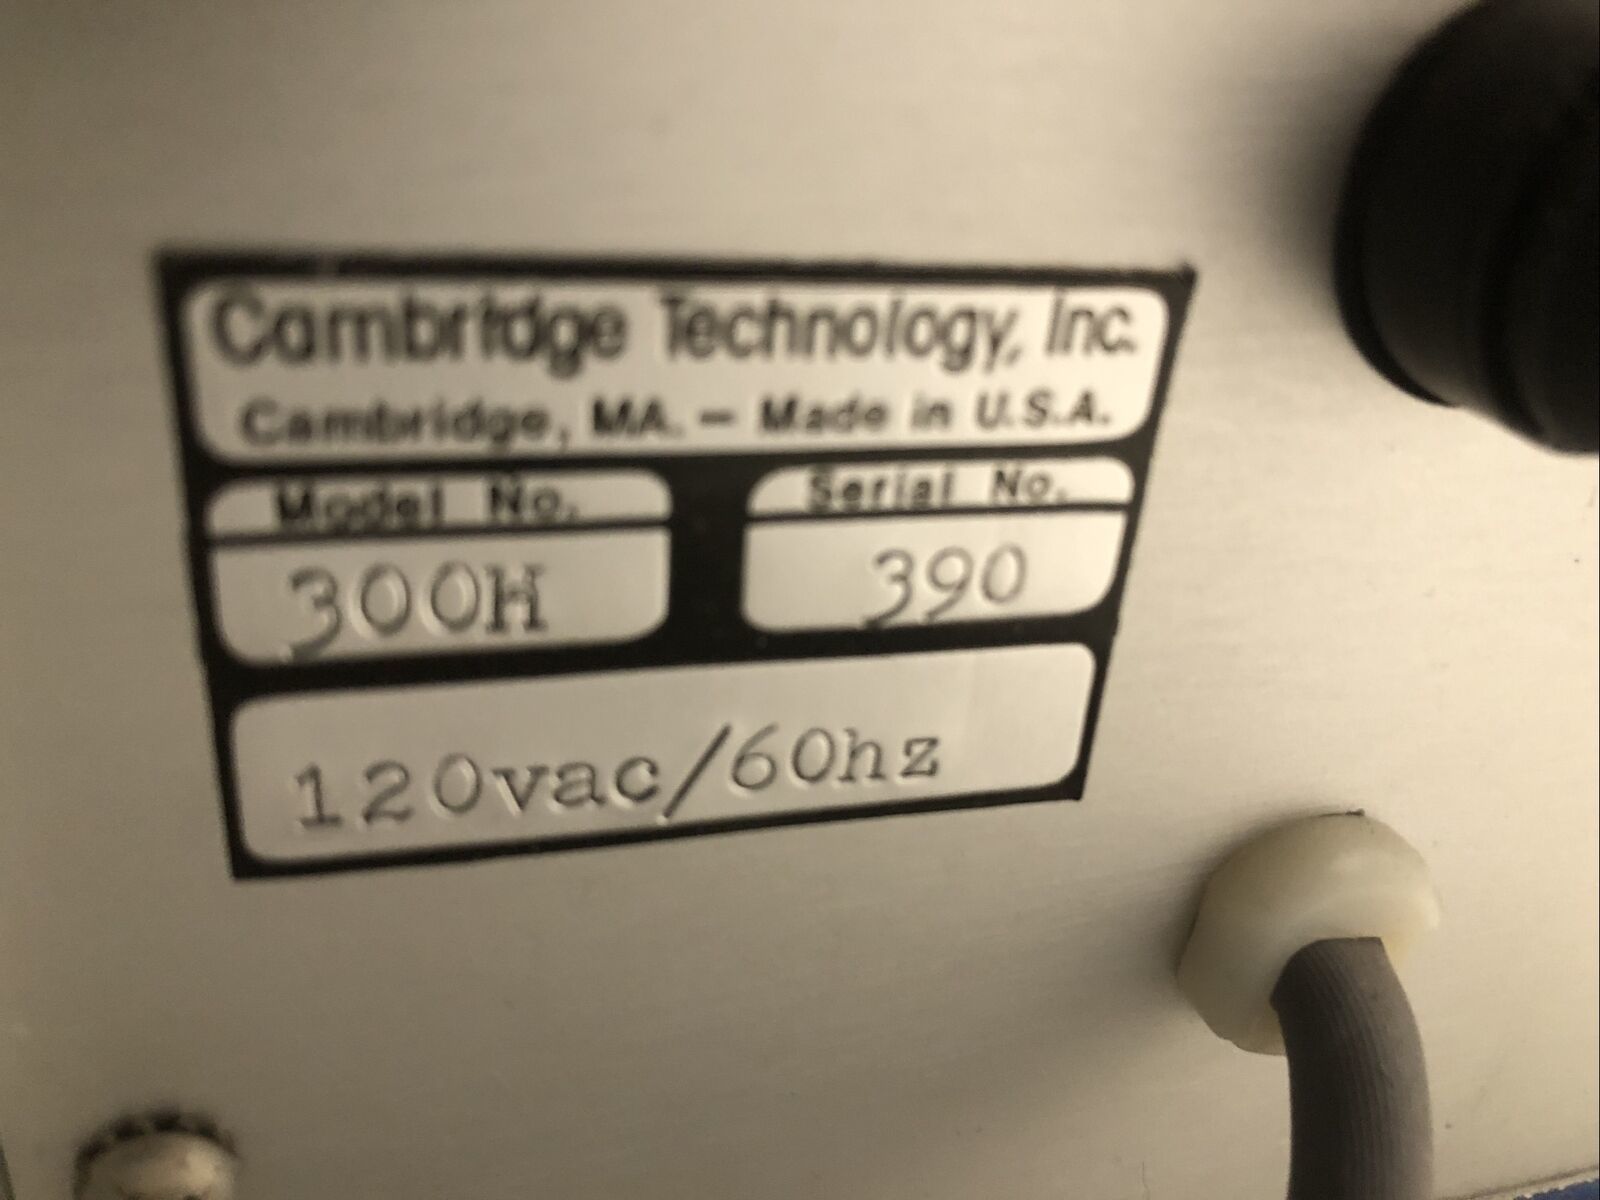 Cambridge Technology, Inc.
Cambridge, MA. — Made in U.S.A.
Model No. Serial No.
300H 390
120vac/60hz